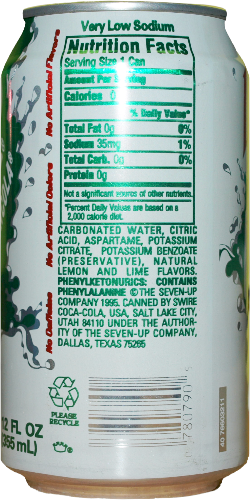 Very Low Sodium
Nutrition Facts
Serving Size 1 Can
Amount Per Serving
Calories 0
% Daily Value*
Total Fat 0g 0%
Sodium 35mg 1%
Total Carb. 0g 0%
Protein 0g
Not a significant source of other nutrients.
*Percent Daily Values are based on a
2,000 calorie diet.
CARBONATED WATER, CITRIC
ACID, ASPARTAME, POTASSIUM
CITRATE, POTASSIUM BENZOATE
(PRESERVATIVE), NATURAL
LEMON AND LIME FLAVORS.
PHENYLKETONURICS: CONTAINS
PHENYLALANINE © THE SEVEN-UP
COMPANY 1995. CANNED BY SWIRE
COCA-COLA, USA, SALT LAKE CITY,
UTAH 84110 UNDER THE AUTHOR-
ITY OF THE SEVEN-UP COMPANY,
DALLAS, TEXAS 75265
No Artificial Flavors
No Artificial Colors
No Caffeine
PLEASE
RECYCLE
12 FL OZ
(355 mL)